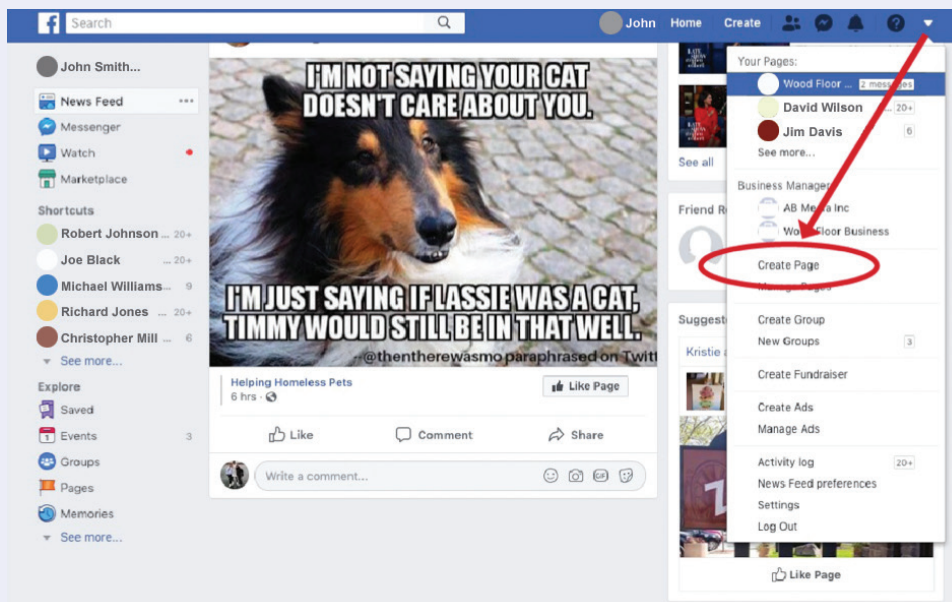 Search
John
Home
Create
John Smith...
News Feed
Messenger
Watch
Marketplace
Shortcuts
Robert Johnson ... 20+
Joe Black ... 20+
Michael Williams... 9
Richard Jones ... 20+
Christopher Mill ... 6
See more...
Explore
Saved
Events 3
Groups
Pages
Memories
See more...
I'M NOT SAYING YOUR CAT
DOESN'T CARE ABOUT YOU.
I'M JUST SAYING IF LASSIE WAS A CAT,
TIMMY WOULD STILL BE IN THAT WELL.
--@thentherewasmo paraphrased on Twitt
Helping Homeless Pets
6 hrs ·
Like Page
Like
Comment
Share
Write a comment...
GIF
See all
Friend R
Suggest
Kristie
Like Page
Your Pages:
Wood Floor ... 2 messages
David Wilson ... 20+
Jim Davis 6
See more...
Business Manager
AB Media Inc
Wood Floor Business
Create Page
Manage Pages
Create Group
New Groups 3
Create Fundraiser
Create Ads
Manage Ads
Activity log 20+
News Feed preferences
Settings
Log Out